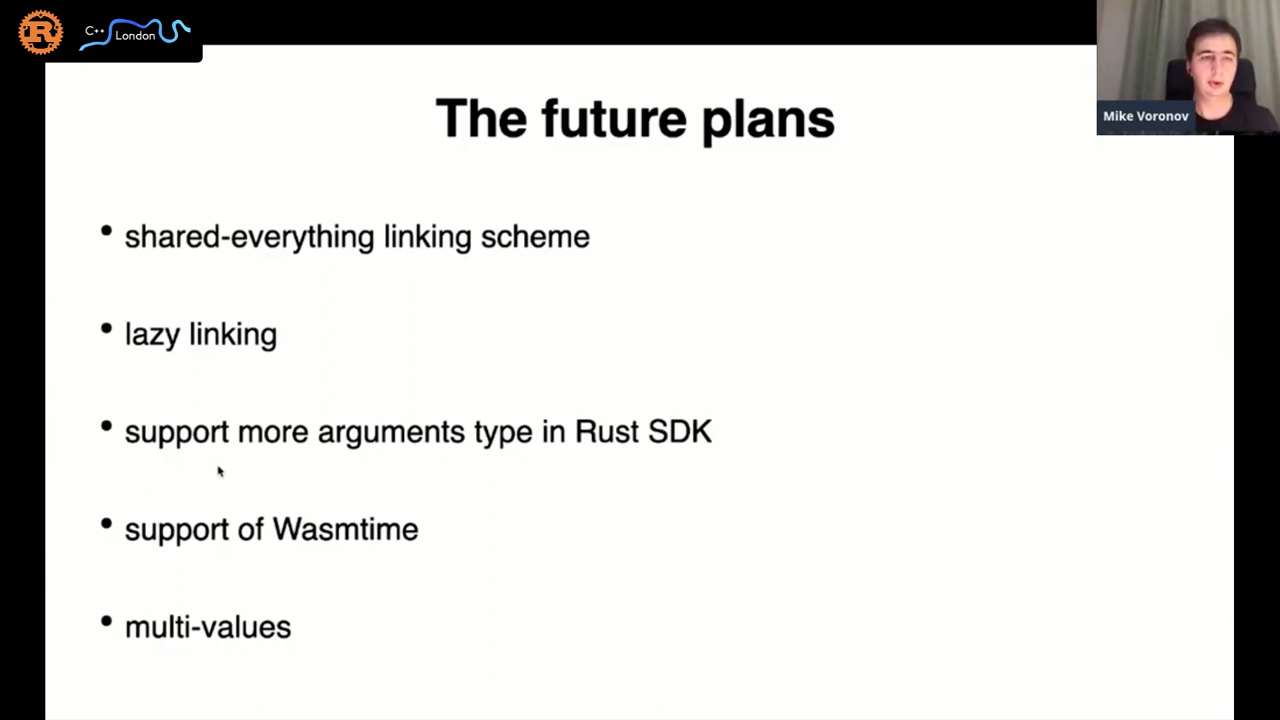 C++
London
Mike Voronov
The future plans
• shared-everything linking scheme
• lazy linking
• support more arguments type in Rust SDK
• support of Wasmtime
• multi-values